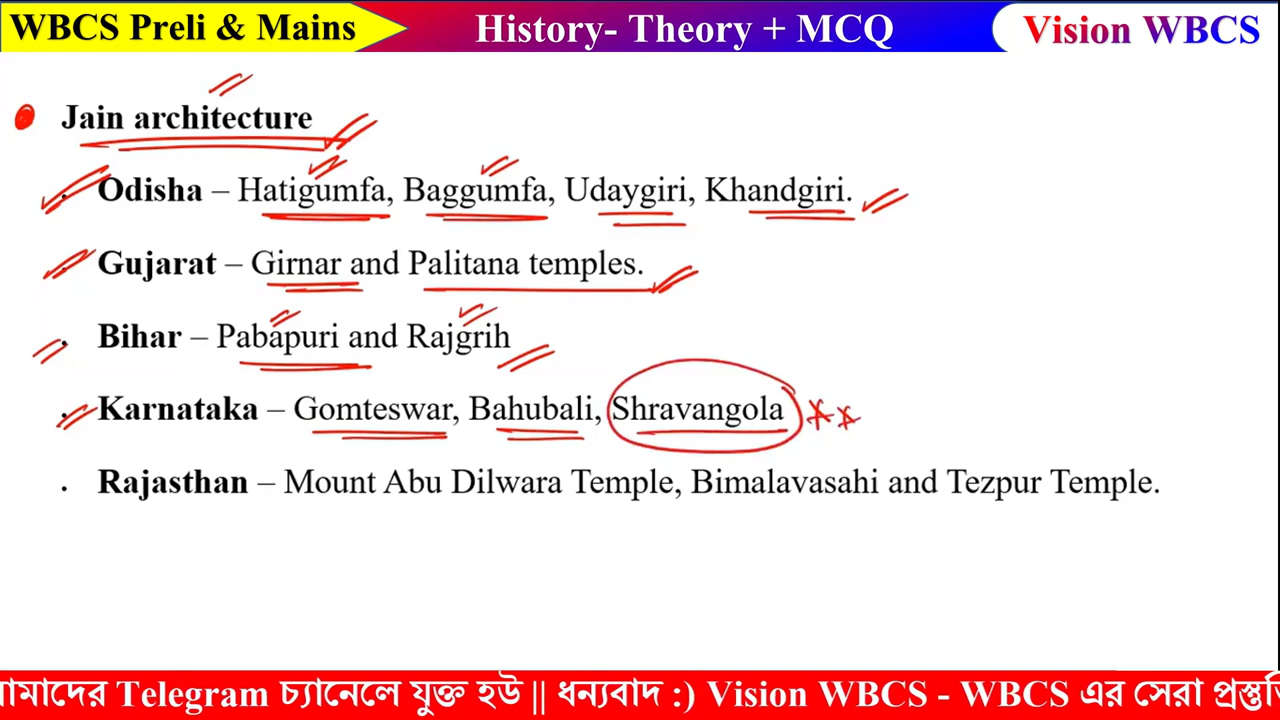 WBCS Preli & Mains
History- Theory + MCQ
Vision WBCS
Jain architecture
Odisha – Hatigumfa, Baggumfa, Udaygiri, Khandgiri.
Gujarat – Girnar and Palitana temples.
Bihar – Pabapuri and Rajgrih
Karnataka – Gomteswar, Bahubali, Shravangola
Rajasthan – Mount Abu Dilwara Temple, Bimalavasahi and Tezpur Temple.
Telegram চ্যানেলে যুক্ত হউ || ধন্যবাদ :) Vision WBCS - WBCS এর সেরা